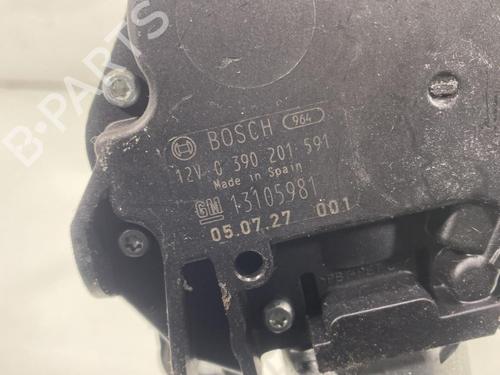 BOSCH 964
12V 0 390 201 591
Made in Spain
GM 13105981
05.07.27 001
B-Parts